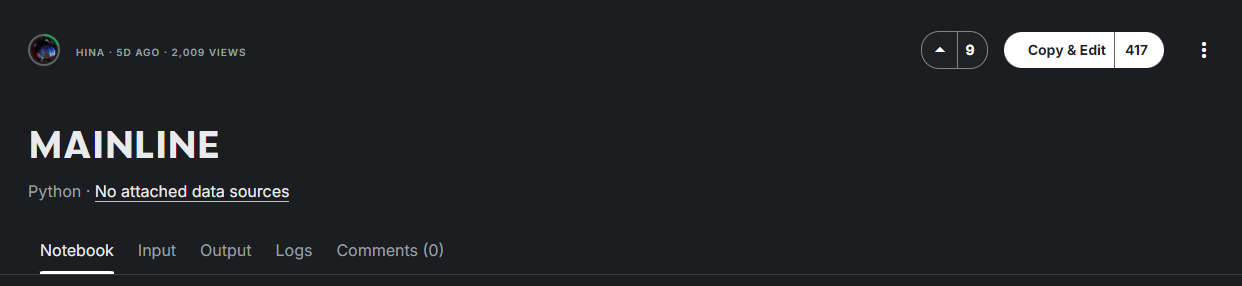 HINA · 5D AGO · 2,009 VIEWS
9
Copy & Edit 417
MAINLINE
Python · No attached data sources
Notebook Input Output Logs Comments (0)